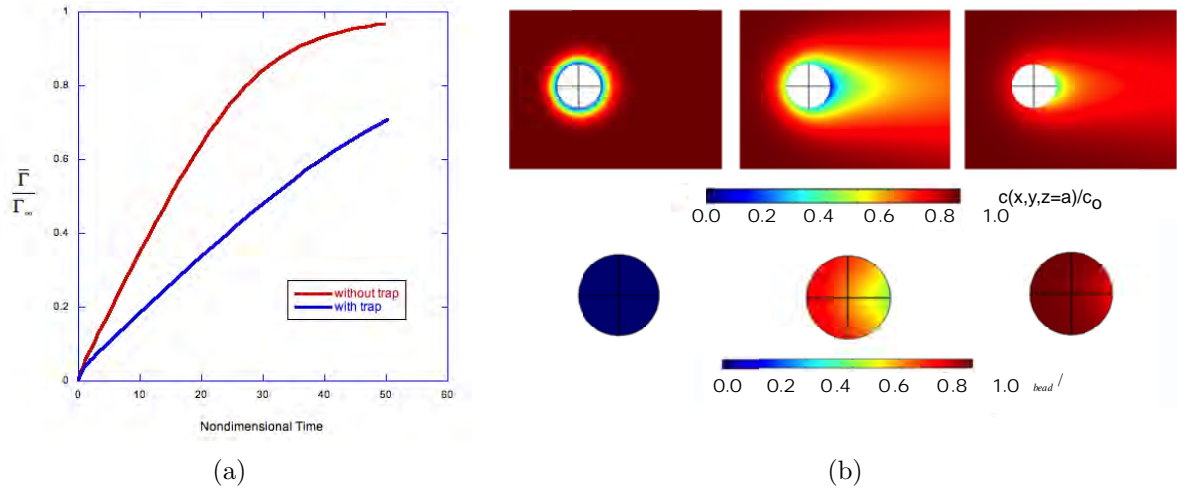 1
0.8
0.6
0.4
0.2
0
0 10 20 30 40 50 60
Γ̄
Γ∞
without trap
with trap
Nondimensional Time
(a)
c(x,y,z=a)/c₀
0.0 0.2 0.4 0.6 0.8 1.0
0.0 0.2 0.4 0.6 0.8 1.0 bead /
(b)